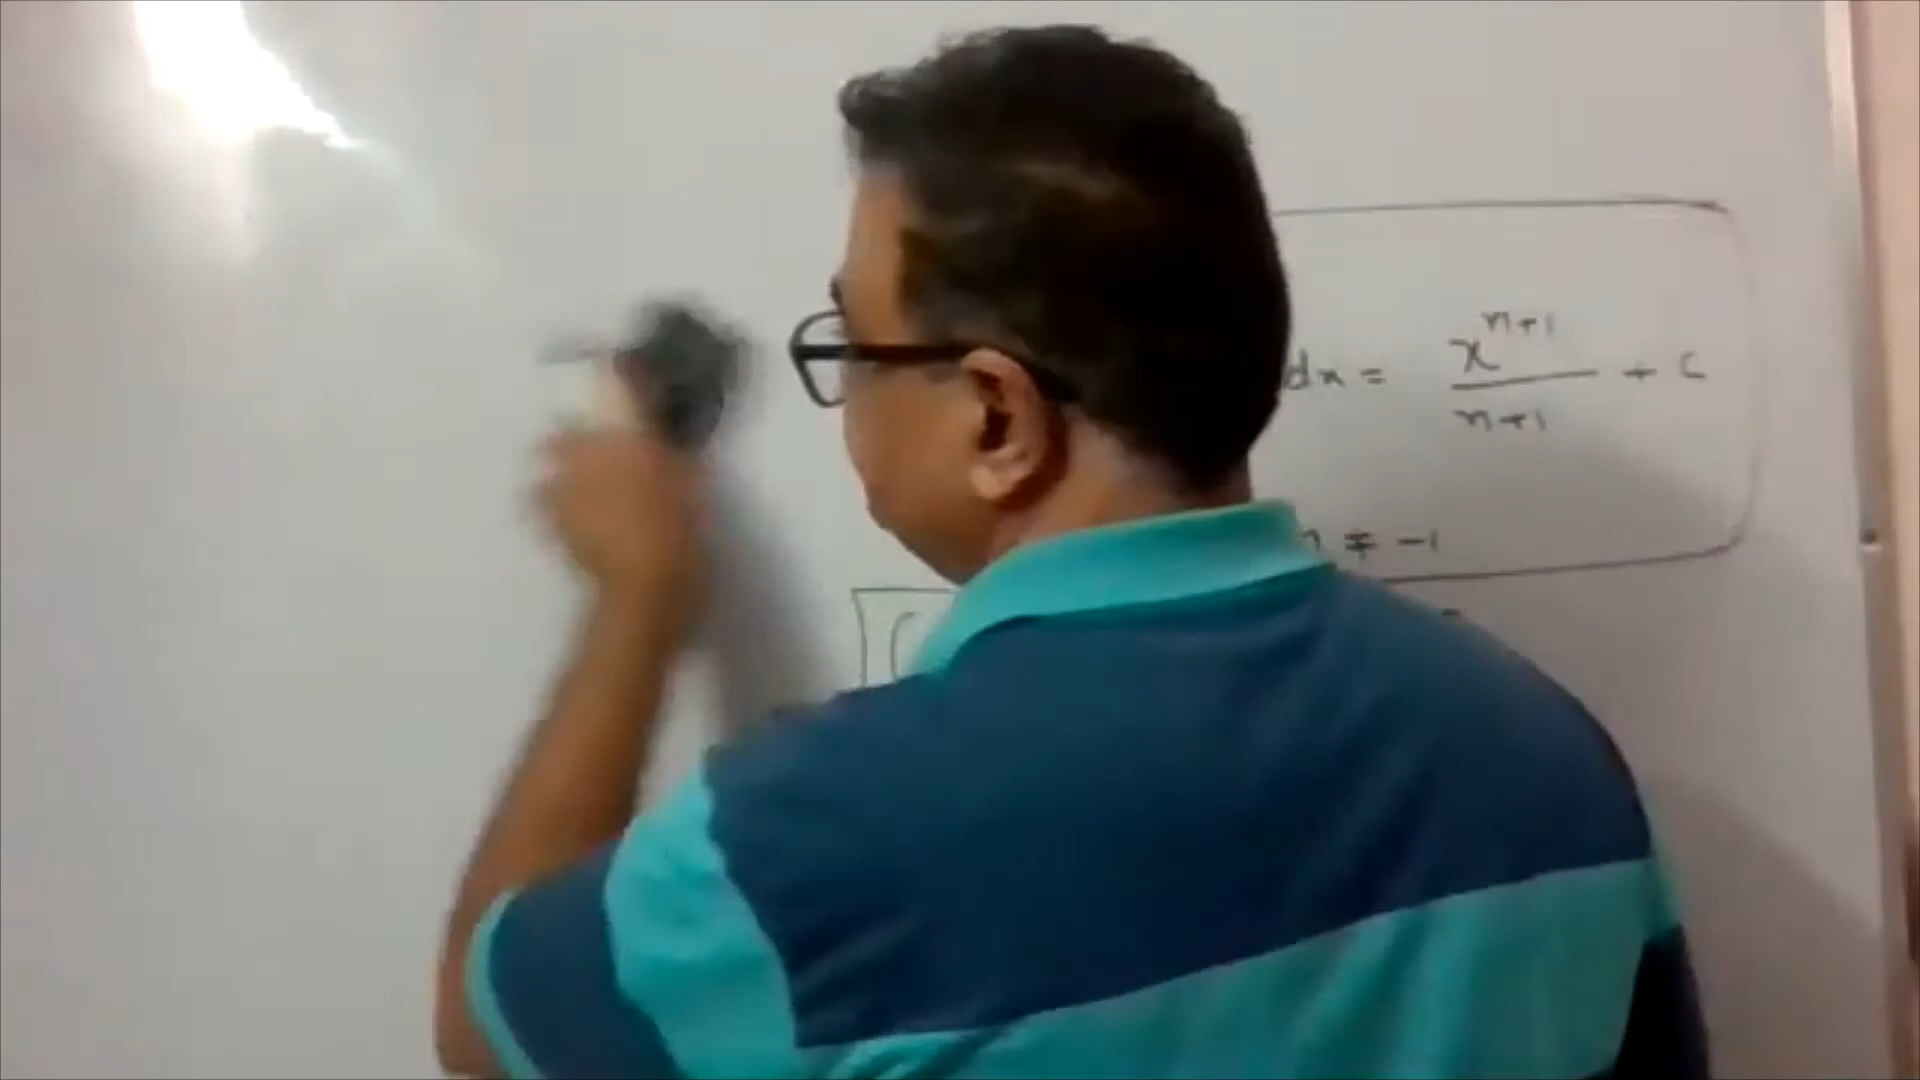 dx = x^{n+1}/n+1 + c
n ≠ -1